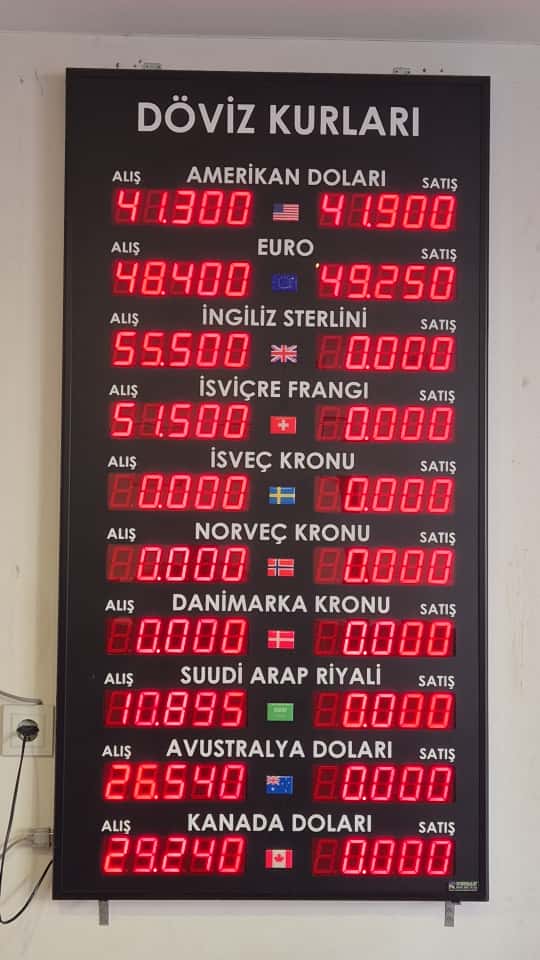 DÖVİZ KURLARI
ALIŞ AMERİKAN DOLARI SATIŞ
41.300 41.900
ALIŞ EURO SATIŞ
48.400 49.250
ALIŞ İNGİLİZ STERLİNİ SATIŞ
55.500 0.000
ALIŞ İSVİÇRE FRANGI SATIŞ
51.500 0.000
ALIŞ İSVEÇ KRONU SATIŞ
0.000 0.000
ALIŞ NORVEÇ KRONU SATIŞ
0.000 0.000
ALIŞ DANİMARKA KRONU SATIŞ
0.000 0.000
ALIŞ SUUDİ ARAP RİYALİ SATIŞ
10.895 0.000
ALIŞ AVUSTRALYA DOLARI SATIŞ
26.540 0.000
ALIŞ KANADA DOLARI SATIŞ
29.240 0.000